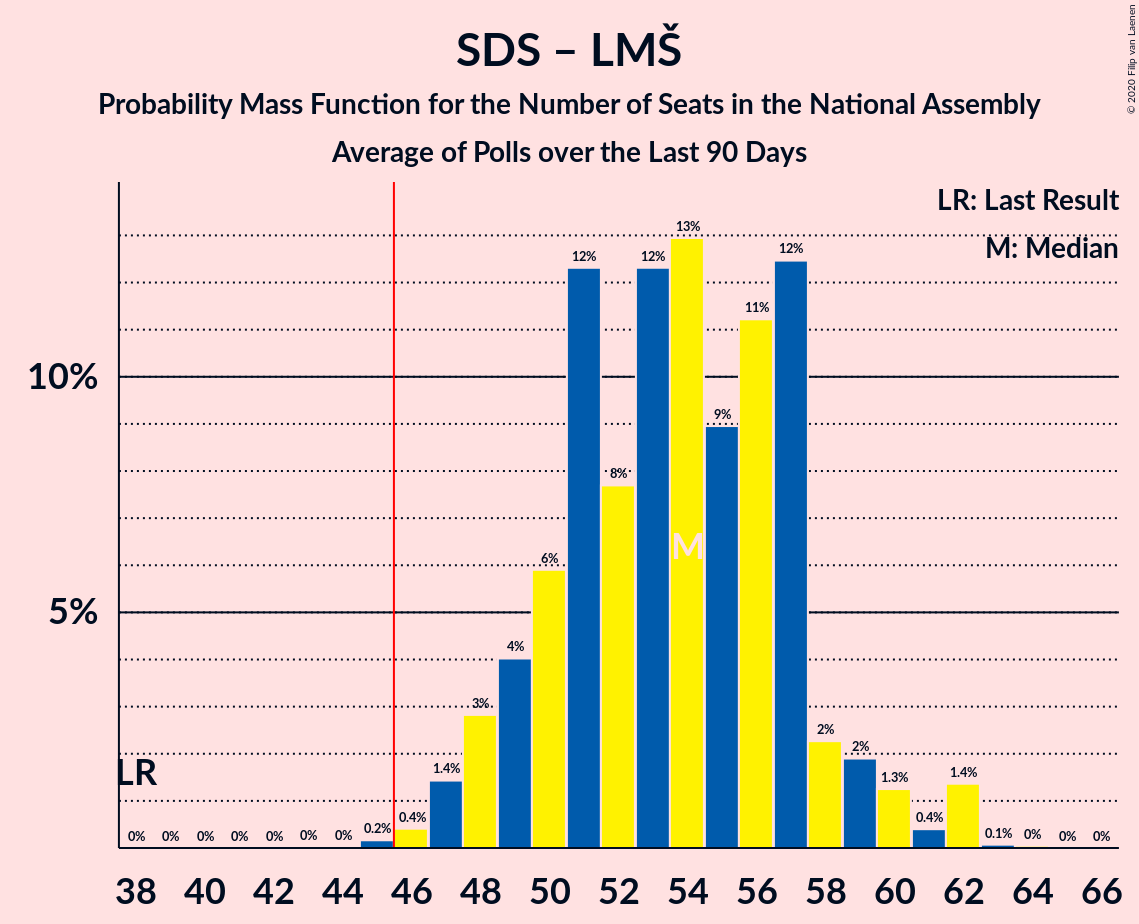 SDS – LMŠ
Probability Mass Function for the Number of Seats in the National Assembly
Average of Polls over the Last 90 Days
© 2020 Filip van Laenen
LR: Last Result
M: Median
10%
5%
LR
M
0% 0% 0% 0% 0% 0% 0% 0.2% 0.4% 1.4% 3% 4% 6% 12% 8% 12% 13% 9% 11% 12% 2% 2% 1.3% 0.4% 1.4% 0.1% 0% 0% 0%
38 40 42 44 46 48 50 52 54 56 58 60 62 64 66